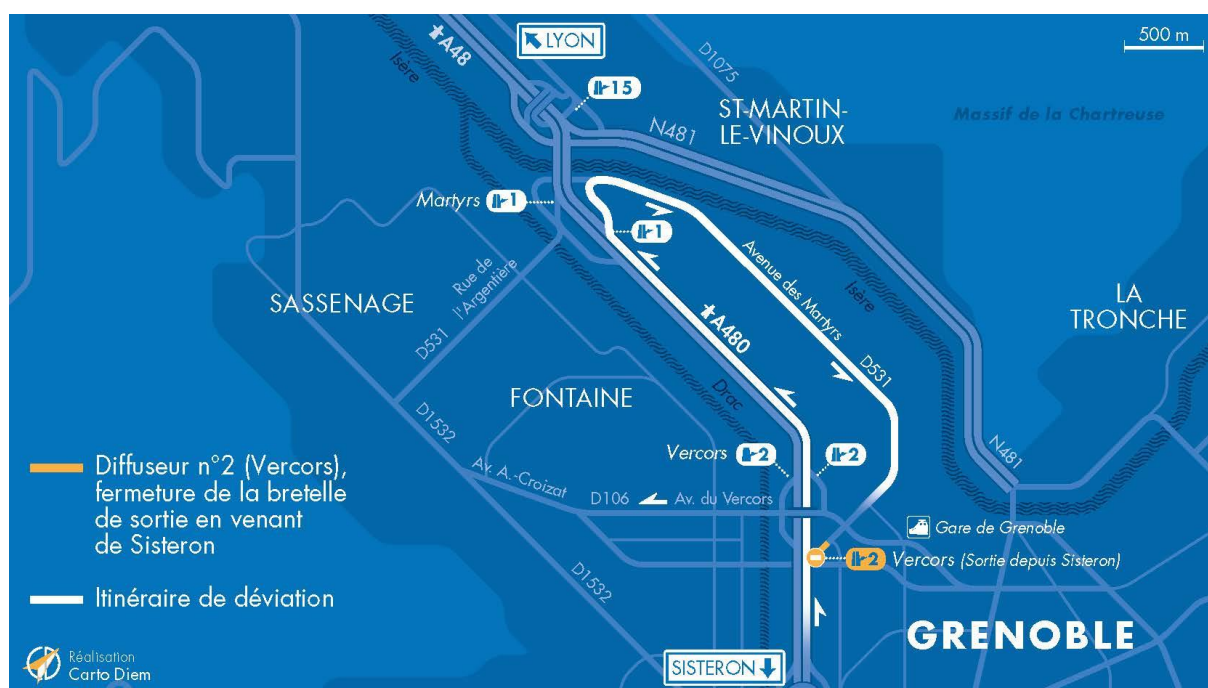 A48
LYON
Isère
D1075
500 m
15
ST-MARTIN-
LE-VINOUX
Massif de la Chartreuse
N481
Martyrs 1
1
Rue de
l'Argentière
Avenue des Martyrs
Isère
SASSENAGE
LA
TRONCHE
A480
D531
D531
Drac
FONTAINE
D1532
Vercors 2
2
N481
Av. A.-Croizat
D106
Av. du Vercors
Gare de Grenoble
2 Vercors (Sortie depuis Sisteron)
D1532
GRENOBLE
SISTERON
Diffuseur n°2 (Vercors),
fermeture de la bretelle
de sortie en venant
de Sisteron
Itinéraire de déviation
Réalisation
Carto Diem